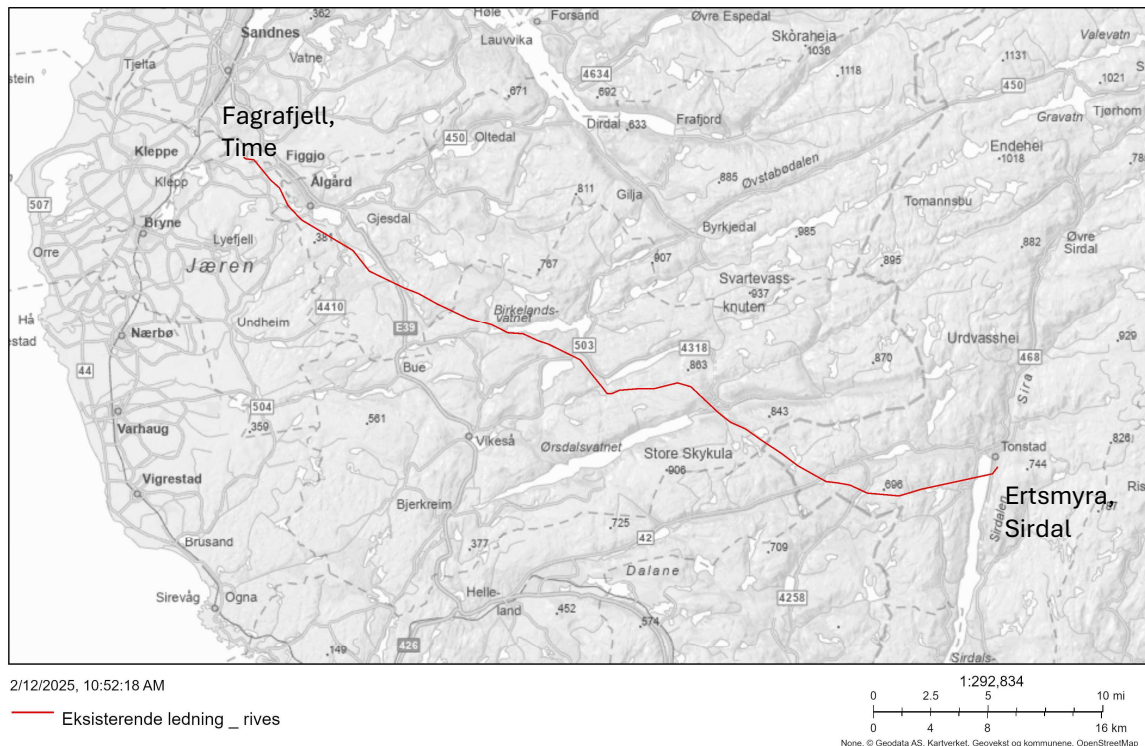 362
Høle
Forsand
Øvre Espedal
Sandnes
Lauvvika
Skòraheia
1036
Valevatn
Tjelta
Vatne
4634
1118
1131
450
1021
stein
671
692
Fagrafjell,
Time
Dirdal
633
Frafjord
Gravatn
Tjørhom
450
Oltedal
Kleppe
Figgjo
Endehei
1018
Klepp
Ålgård
885
Øvstabødalen
507
811
Gilja
Tomannsbu
Bryne
Gjesdal
Byrkjedal
985
Orre
Lyefjell
381
882
Øvre
Sirdal
Jæren
767
907
895
Svartevass-
937
knuten
4410
Birkelands-
vatnet
Hå
Undheim
E39
Nærbø
503
4318
Urdvasshei
929
stad
44
Bue
863
870
468
Sira
504
561
843
359
Varhaug
Vikeså
Ørsdalsvatnet
Store Skykula
906
Tonstad
826
744
Vigrestad
696
Ertsmyra,
Sirdal
Ris
Bjerkreim
725
Sirdalen
Brusand
377
42
709
Dalane
Sirevåg
Ogna
Helle-
land
452
4258
574
149
426
Sirdals-
2/12/2025, 10:52:18 AM
Eksisterende ledning _ rives
1:292,834
0 2.5 5 10 mi
0 4 8 16 km
None, © Geodata AS, Kartverket, Geovekst og kommunene, OpenStreetMap